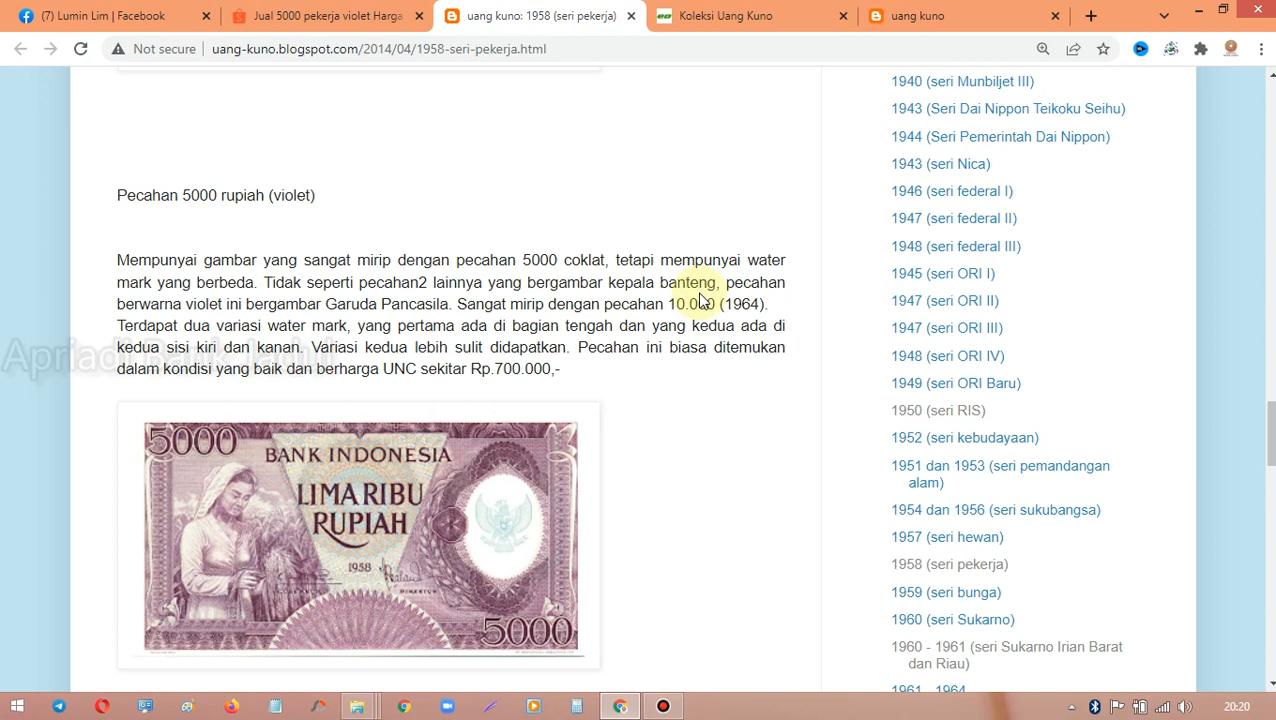 (7) Lumin Lim | Facebook
Jual 5000 pekerja violet Harga
uang kuno: 1958 (seri pekerja)
Koleksi Uang Kuno
uang kuno
Not secure
uang-kuno.blogspot.com/2014/04/1958-seri-pekerja.html
Pecahan 5000 rupiah (violet)
Mempunyai gambar yang sangat mirip dengan pecahan 5000 coklat, tetapi mempunyai water
mark yang berbeda. Tidak seperti pecahan2 lainnya yang bergambar kepala banteng, pecahan
berwarna violet ini bergambar Garuda Pancasila. Sangat mirip dengan pecahan 10.000 (1964).
Terdapat dua variasi water mark, yang pertama ada di bagian tengah dan yang kedua ada di
kedua sisi kiri dan kanan. Variasi kedua lebih sulit didapatkan. Pecahan ini biasa ditemukan
dalam kondisi yang baik dan berharga UNC sekitar Rp.700.000,-
Apriadi Bank Jadul
5000
BANK INDONESIA
LIMA RIBU
RUPIAH
1958
DIREKTUR
5000
1940 (seri Munbiljet III)
1943 (Seri Dai Nippon Teikoku Seihu)
1944 (Seri Pemerintah Dai Nippon)
1943 (seri Nica)
1946 (seri federal I)
1947 (seri federal II)
1948 (seri federal III)
1945 (seri ORI I)
1947 (seri ORI II)
1947 (seri ORI III)
1948 (seri ORI IV)
1949 (seri ORI Baru)
1950 (seri RIS)
1952 (seri kebudayaan)
1951 dan 1953 (seri pemandangan
alam)
1954 dan 1956 (seri sukubangsa)
1957 (seri hewan)
1958 (seri pekerja)
1959 (seri bunga)
1960 (seri Sukarno)
1960 - 1961 (seri Sukarno Irian Barat
dan Riau)
1961 - 1964
20:20